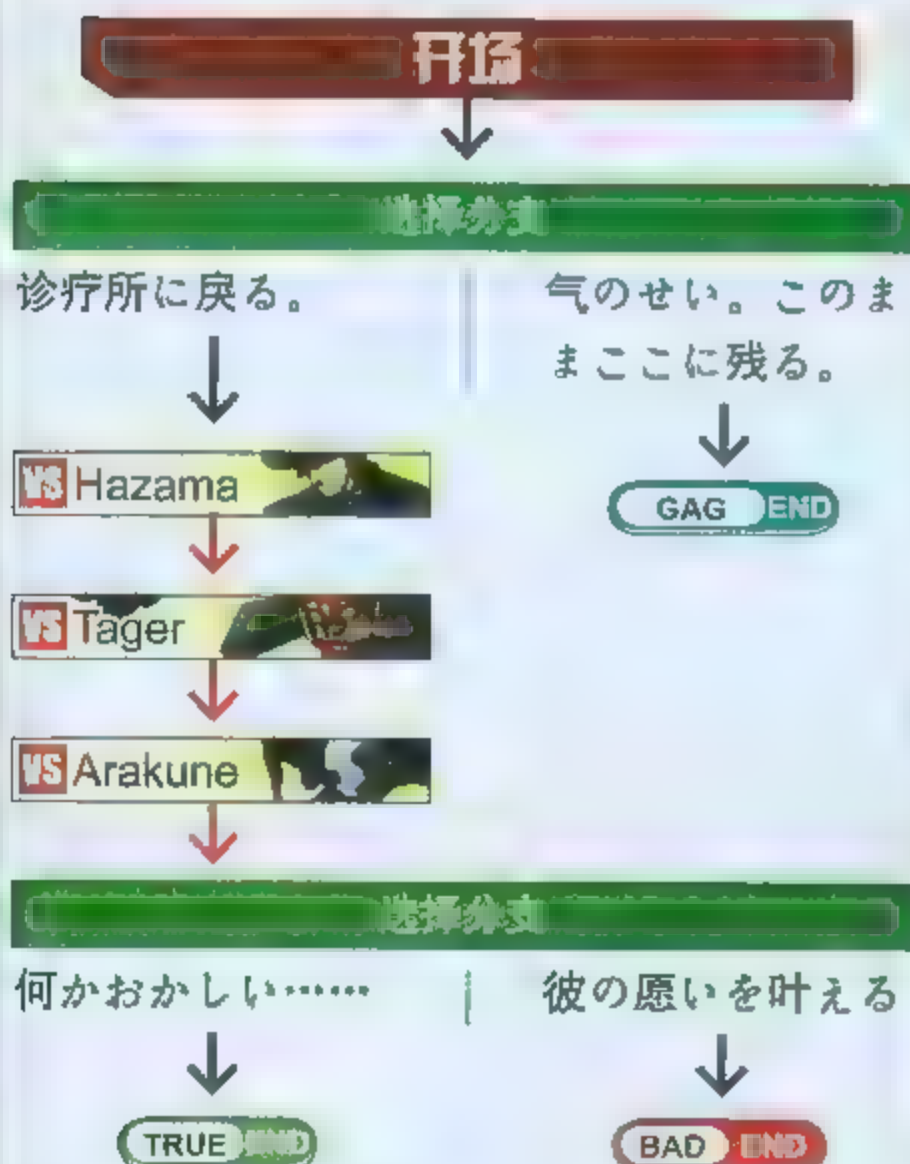 开场
选择分支
诊疗所に戻る。
气のせい。このま
まここに残る。
VS Hazama
GAG END
VS Tager
VS Arakune
选择分支
何かおかしい……
彼の愿いを叶える
TRUE END
BAD END